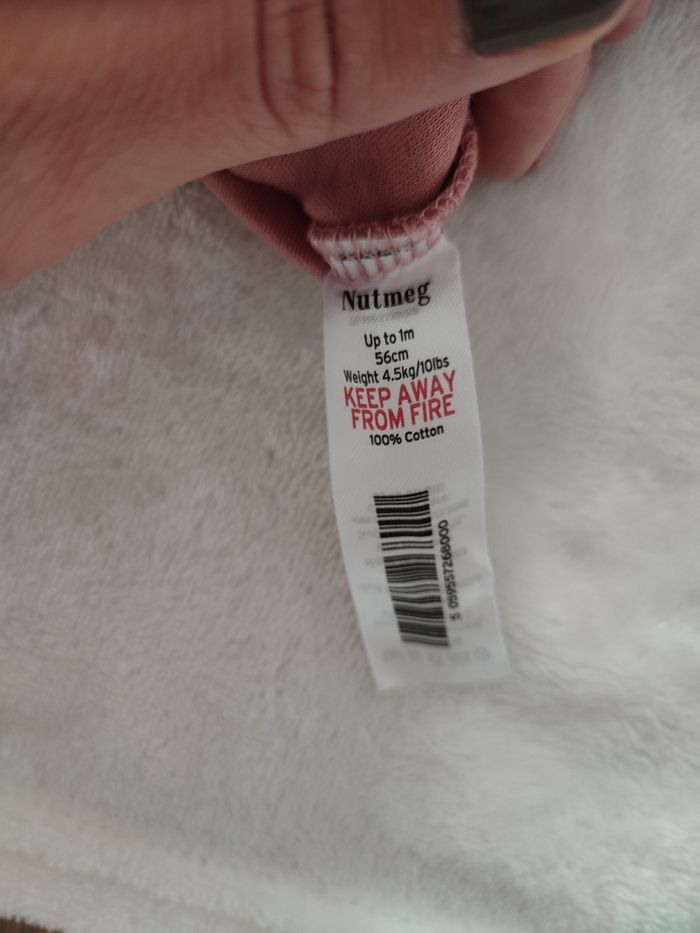 Nutmeg
Up to 1m
56cm
Weight 4.5kg/10lbs
KEEP AWAY
FROM FIRE
100% Cotton
5 059557268000